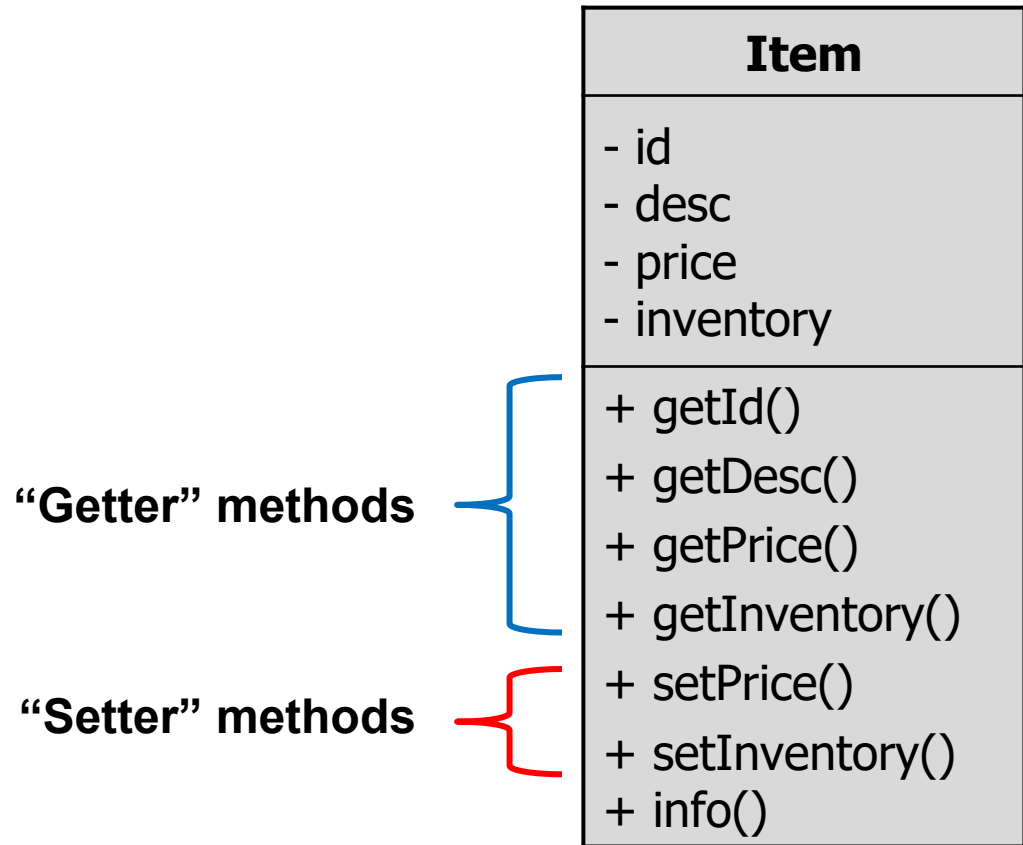 Item
- id
- desc
- price
- inventory
+ getId()
+ getDesc()
“Getter” methods
+ getPrice()
+ getInventory()
+ setPrice()
“Setter” methods
+ setInventory()
+ info()